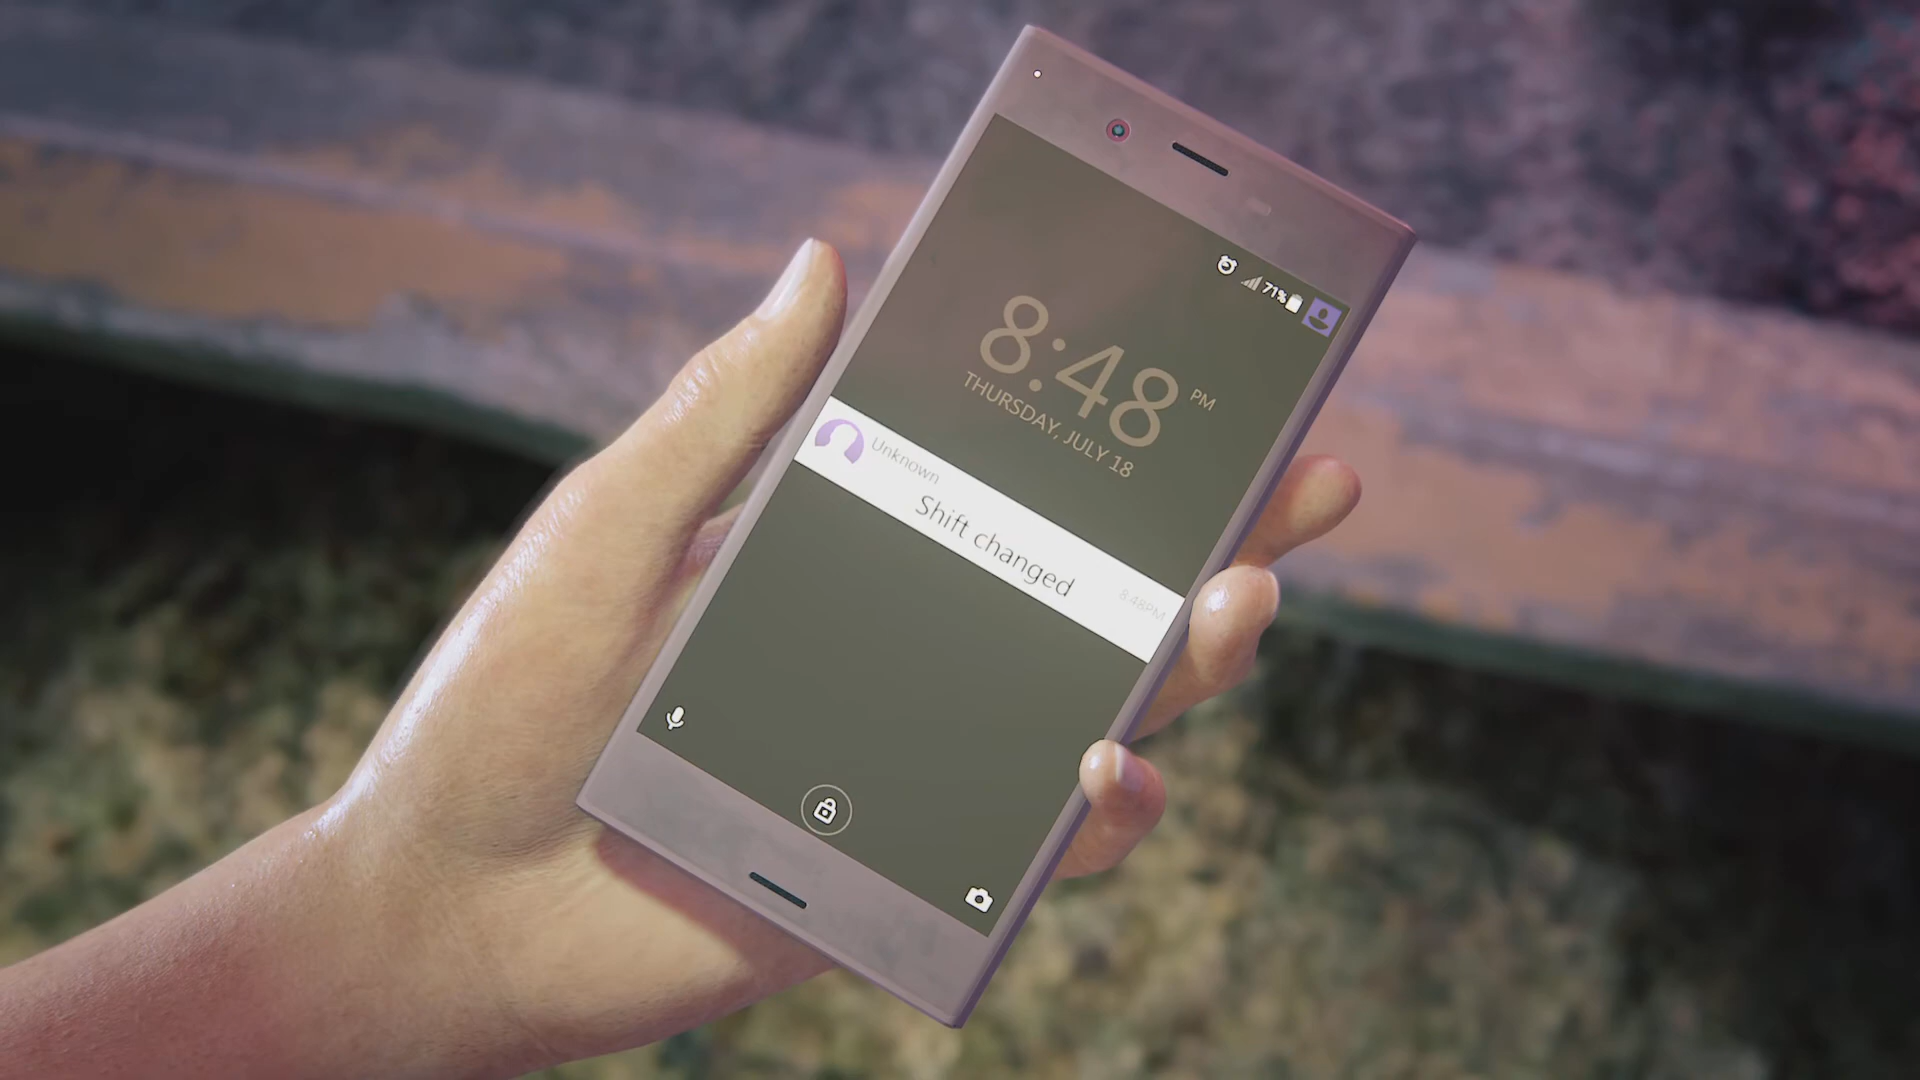 71%
8:48 PM
THURSDAY, JULY 18
Unknown
Shift changed
8:48PM